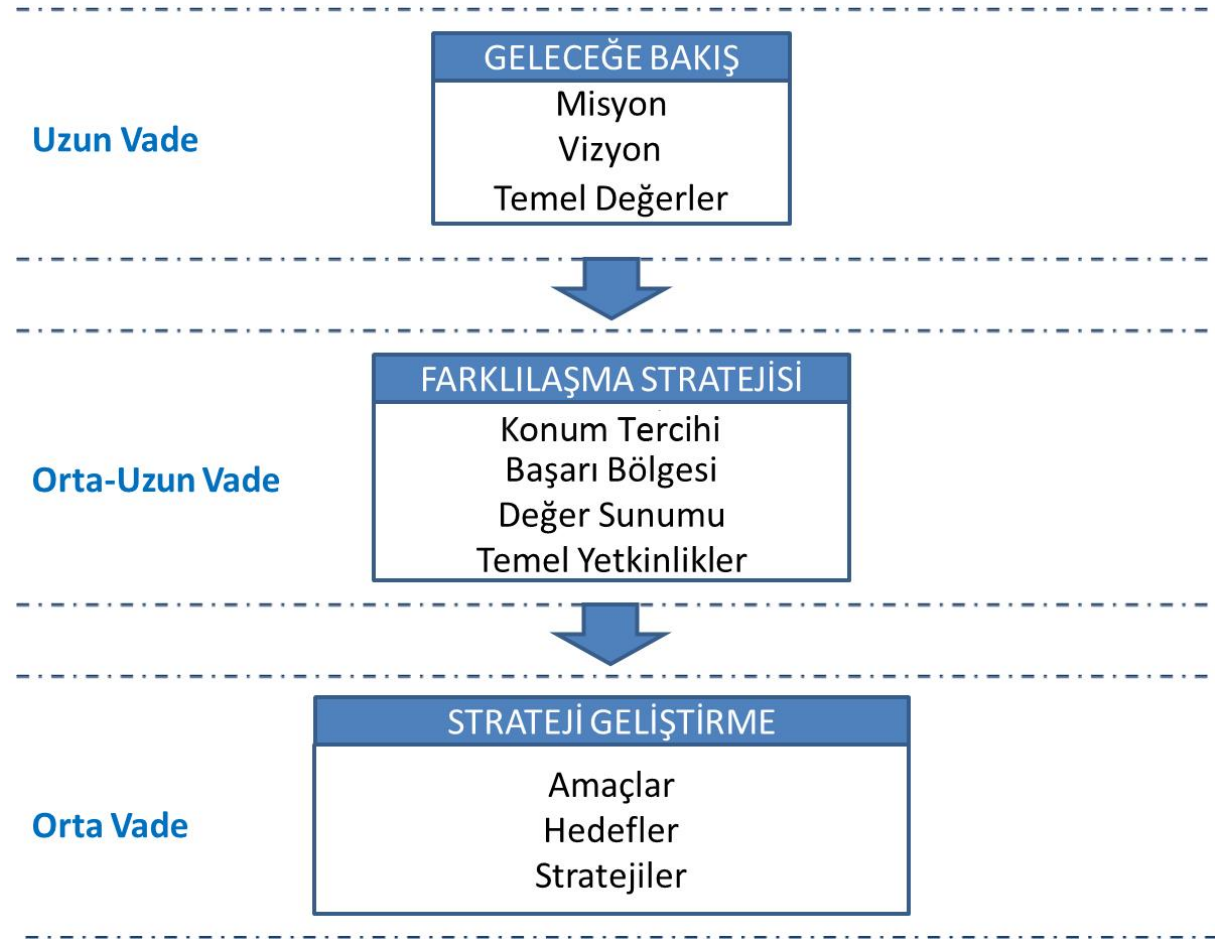 GELECEĞE BAKIŞ
Uzun Vade
Misyon
Vizyon
Temel Değerler
FARKLILAŞMA STRATEJİSİ
Orta-Uzun Vade
Konum Tercihi
Başarı Bölgesi
Değer Sunumu
Temel Yetkinlikler
STRATEJİ GELİŞTİRME
Orta Vade
Amaçlar
Hedefler
Stratejiler